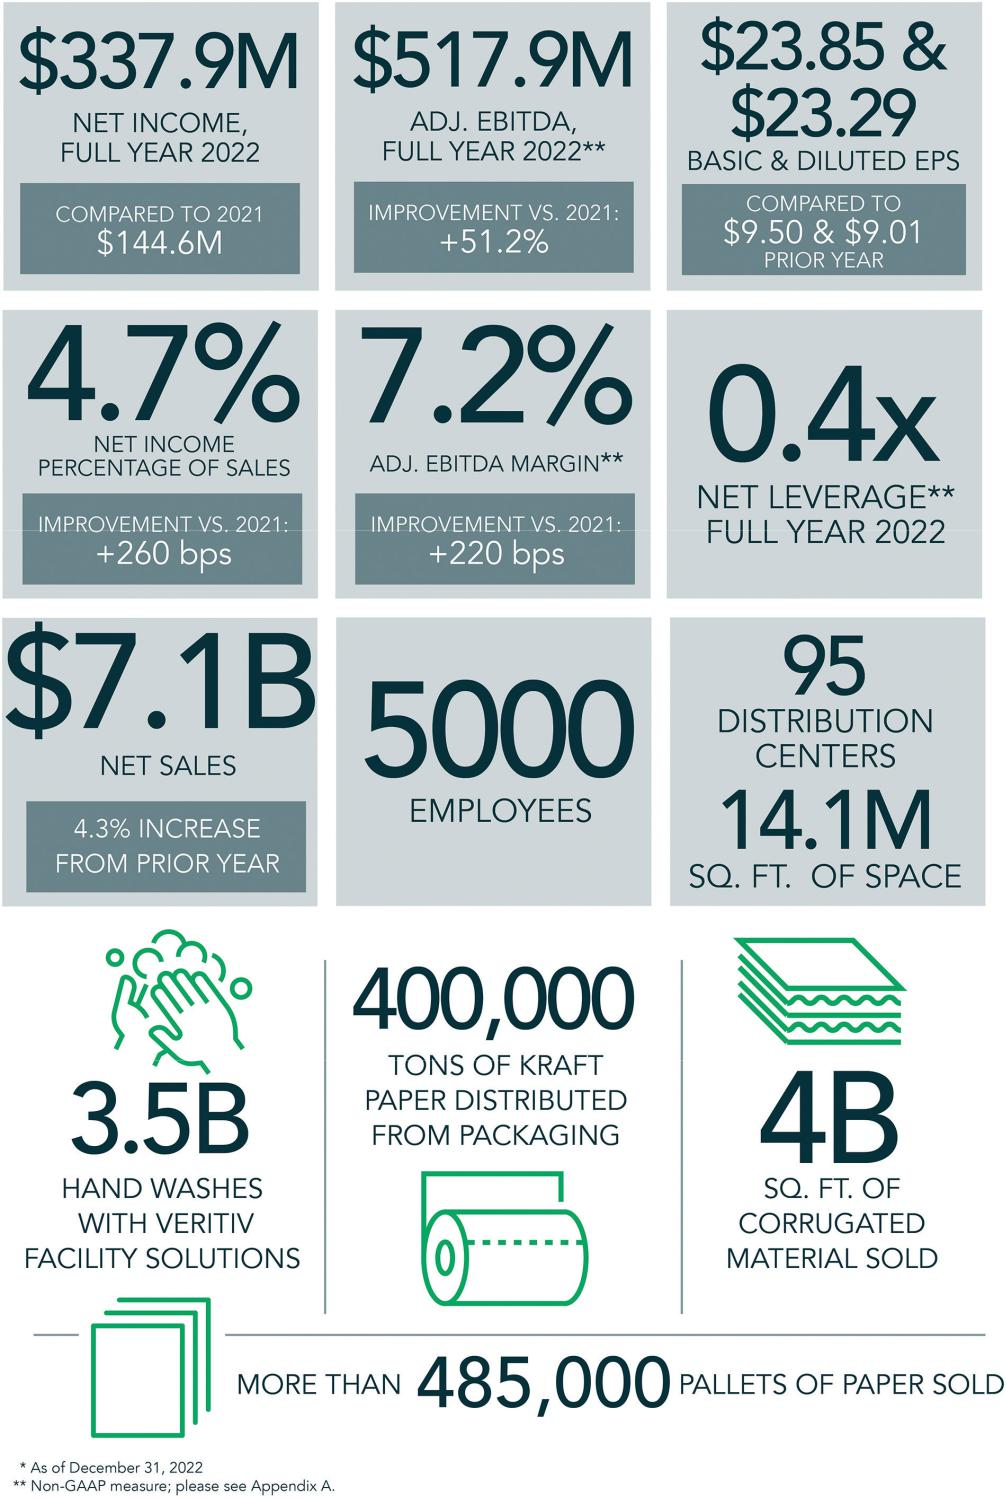 $337.9M
NET INCOME,
FULL YEAR 2022
COMPARED TO 2021
$144.6M
$517.9M
ADJ. EBITDA,
FULL YEAR 2022**
IMPROVEMENT VS. 2021:
+51.2%
$23.85 &
$23.29
BASIC & DILUTED EPS
COMPARED TO
$9.50 & $9.01
PRIOR YEAR
4.7%
NET INCOME
PERCENTAGE OF SALES
IMPROVEMENT VS. 2021:
+260 bps
7.2%
ADJ. EBITDA MARGIN**
IMPROVEMENT VS. 2021:
+220 bps
0.4x
NET LEVERAGE**
FULL YEAR 2022
$7.1B
NET SALES
4.3% INCREASE
FROM PRIOR YEAR
5000
EMPLOYEES
95
DISTRIBUTION
CENTERS
14.1M
SQ. FT. OF SPACE
3.5B
HAND WASHES
WITH VERITIV
FACILITY SOLUTIONS
400,000
TONS OF KRAFT
PAPER DISTRIBUTED
FROM PACKAGING
4B
SQ. FT. OF
CORRUGATED
MATERIAL SOLD
MORE THAN 485,000 PALLETS OF PAPER SOLD
* As of December 31, 2022
** Non-GAAP measure; please see Appendix A.